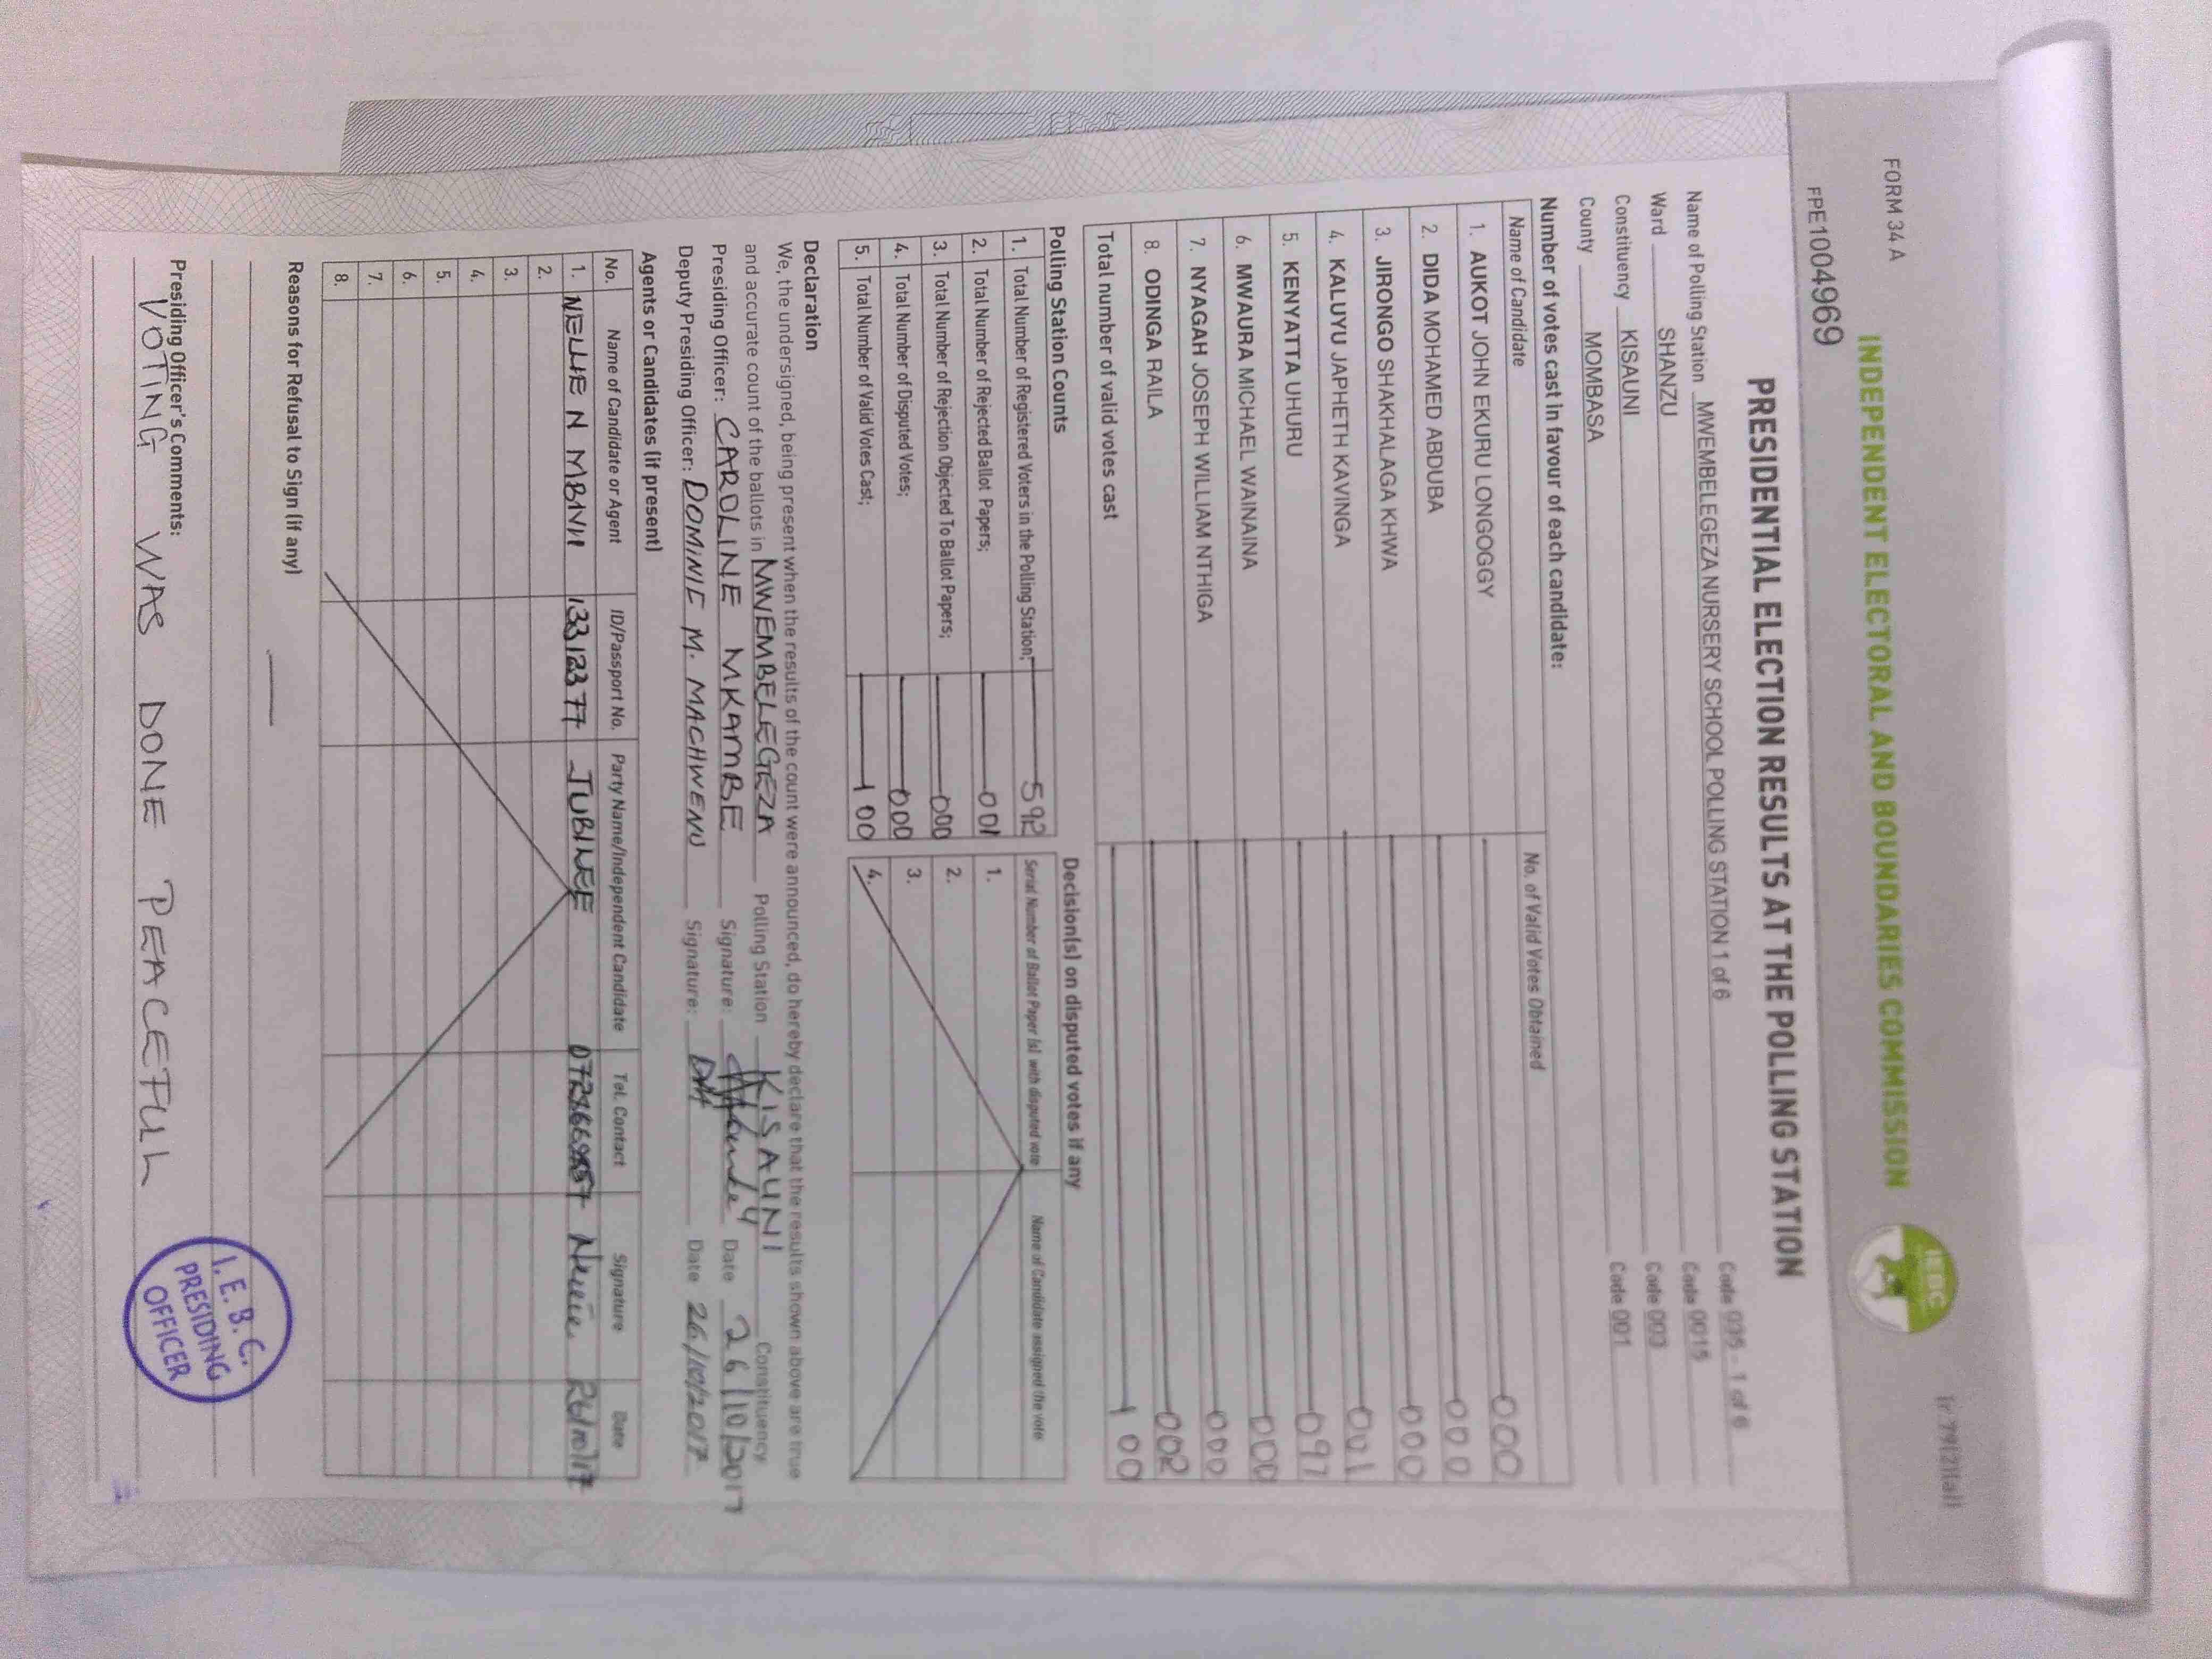 FORM 34 A
INDEPENDENT ELECTORAL AND BOUNDARIES COMMISSION
IEBC
FPE1004969
PRESIDENTIAL ELECTION RESULTS AT THE POLLING STATION
Name of Polling Station MWEMBELEGEZA NURSERY SCHOOL POLLING STATION 1 of 6 Code 035 - 1 of 6
Ward SHANZU Code 0015
Constituency KISAUNI Code 003
County MOMBASA Code 001
Number of votes cast in favour of each candidate:
Name of Candidate No. of Valid Votes Obtained
1. AUKOT JOHN EKURU LONGOGGY 000
2. DIDA MOHAMED ABDUBA 000
3. JIRONGO SHAKHALAGA KHWA 000
4. KALUYU JAPHETH KAVINGA 001
5. KENYATTA UHURU 097
6. MWAURA MICHAEL WAINAINA 000
7. NYAGAH JOSEPH WILLIAM NTHIGA 000
8. ODINGA RAILA 002
Total number of valid votes cast 100
Polling Station Counts Decision(s) on disputed votes if any
1. Total Number of Registered Voters in the Polling Station; 592 Serial Number of Ballot Paper (s) with disputed vote Name of Candidate assigned the vote
2. Total Number of Rejected Ballot Papers; 001 1.
3. Total Number of Rejection Objected To Ballot Papers; 000 2.
4. Total Number of Disputed Votes; 000 3.
5. Total Number of Valid Votes Cast; 100 4.
Declaration
We, the undersigned, being present when the results of the count were announced, do hereby declare that the results shown above are true
and accurate count of the ballots in MWEMBELEGEZA Polling Station KISAUNI Constituency
Presiding Officer: CAROLINE MKAMBE Signature: Date 26/10/2017
Deputy Presiding Officer: DOMINIC M. MACHWENU Signature: Date 26/10/2017
Agents or Candidates (if present)
No. Name of Candidate or Agent ID/Passport No. Party Name/Independent Candidate Tel. Contact Signature Date
1. NELLIE N MBAVU 13312377 JUBILEE 26/10/17
2.
3.
4.
5.
6.
7.
8.
Reasons for Refusal to Sign (if any)
Presiding Officer's Comments:
VOTING WAS DONE PEACEFULL
I. E. B. C.
PRESIDING
OFFICER